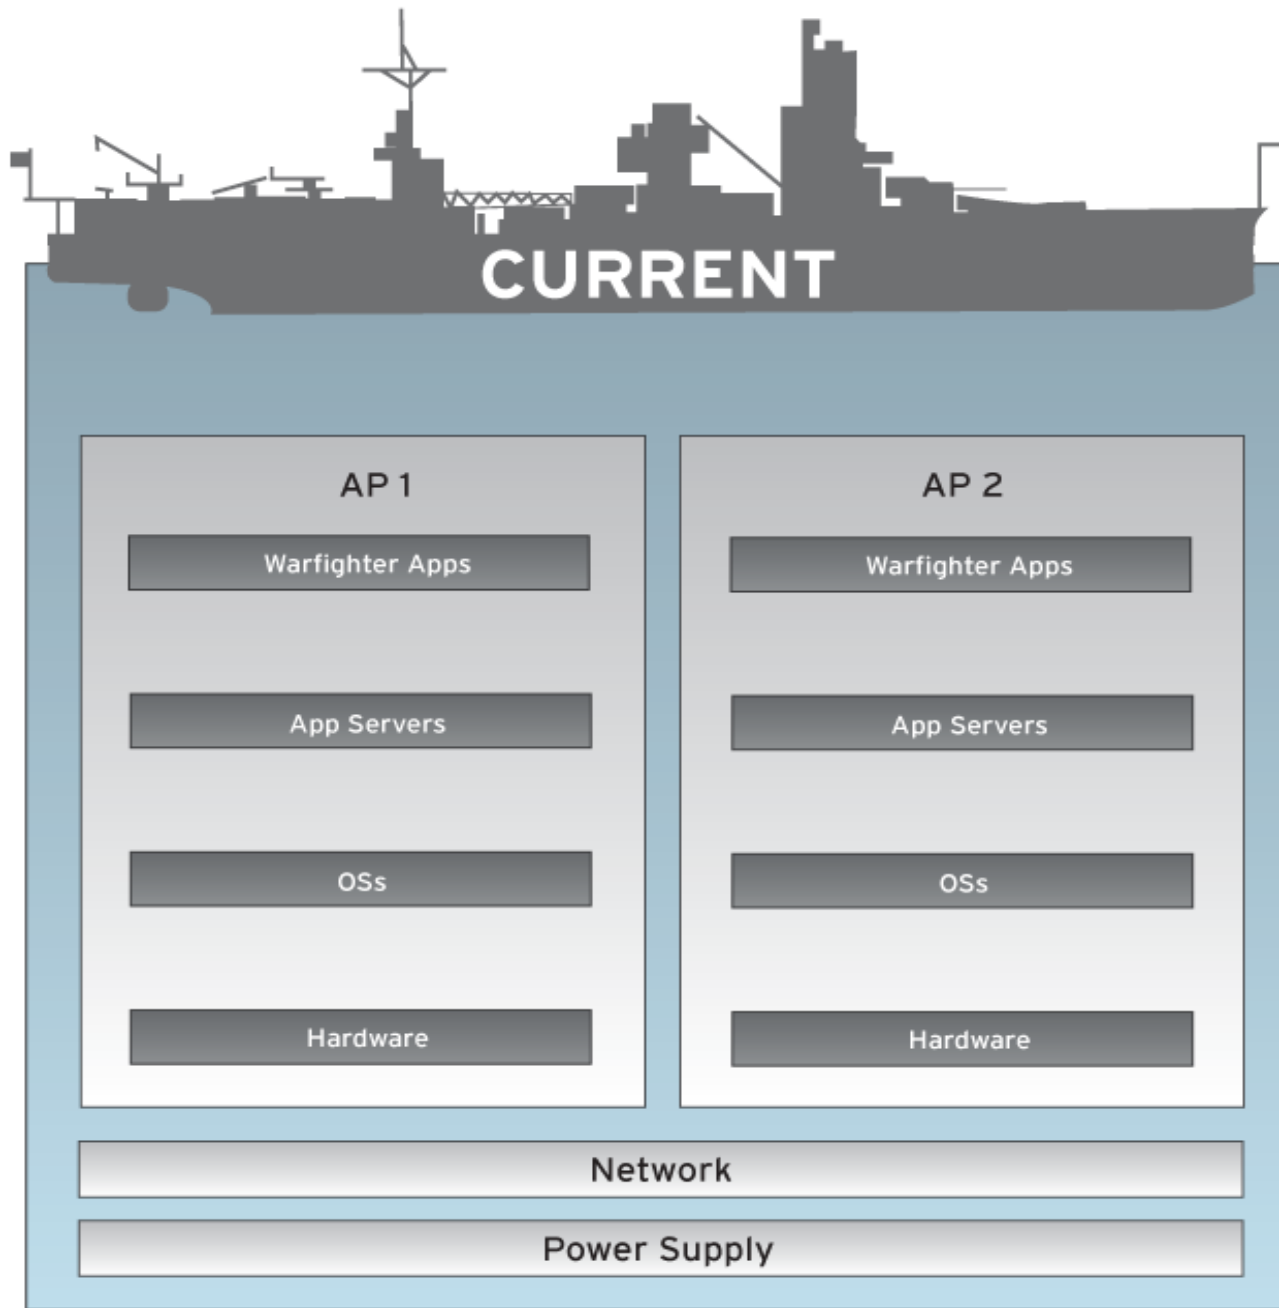 CURRENT
AP 1
Warfighter Apps
App Servers
OSs
Hardware
AP 2
Warfighter Apps
App Servers
OSs
Hardware
Network
Power Supply